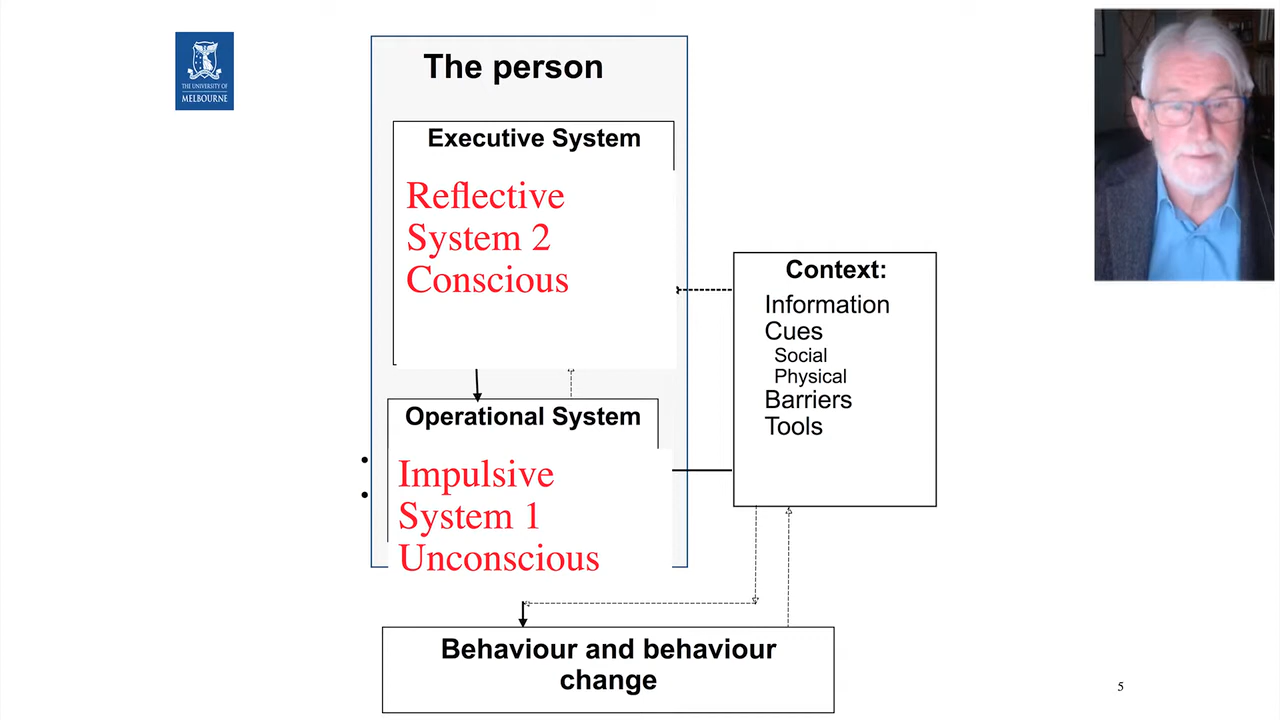 THE UNIVERSITY OF
MELBOURNE
The person
Executive System
Reflective
System 2
Conscious
Operational System
Impulsive
System 1
Unconscious
Context:
Information
Cues
Social
Physical
Barriers
Tools
Behaviour and behaviour
change
5